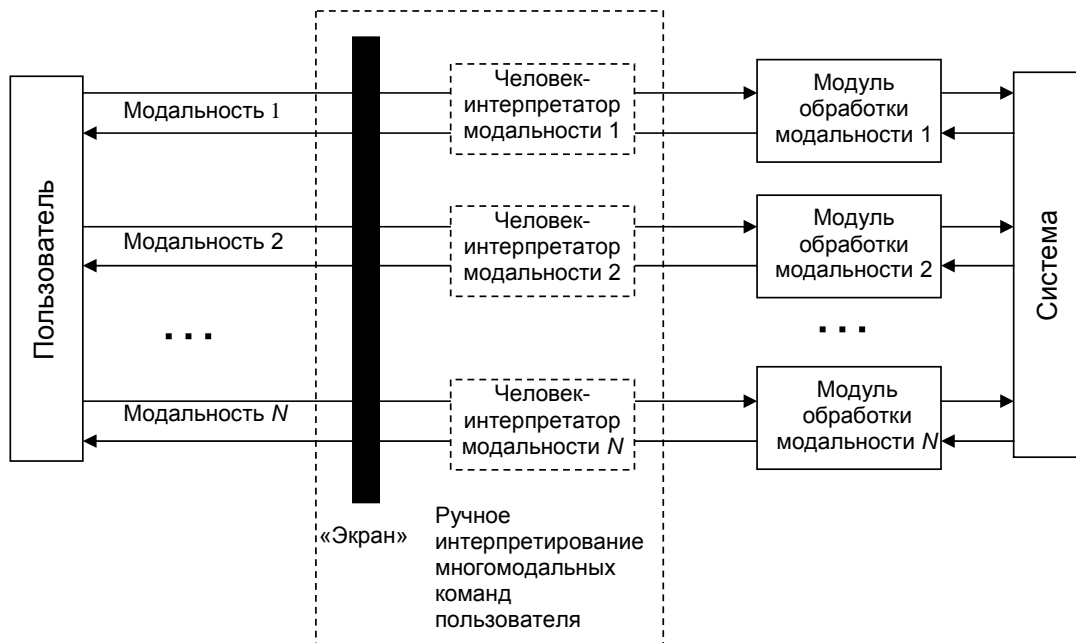 Пользователь
Модальность 1
Человек-
интерпретатор
модальности 1
Модуль
обработки
модальности 1
Система
Модальность 2
Человек-
интерпретатор
модальности 2
Модуль
обработки
модальности 2
. . .
. . .
Модальность N
Человек-
интерпретатор
модальности N
Модуль
обработки
модальности N
«Экран»
Ручное
интерпретирование
многомодальных
команд
пользователя